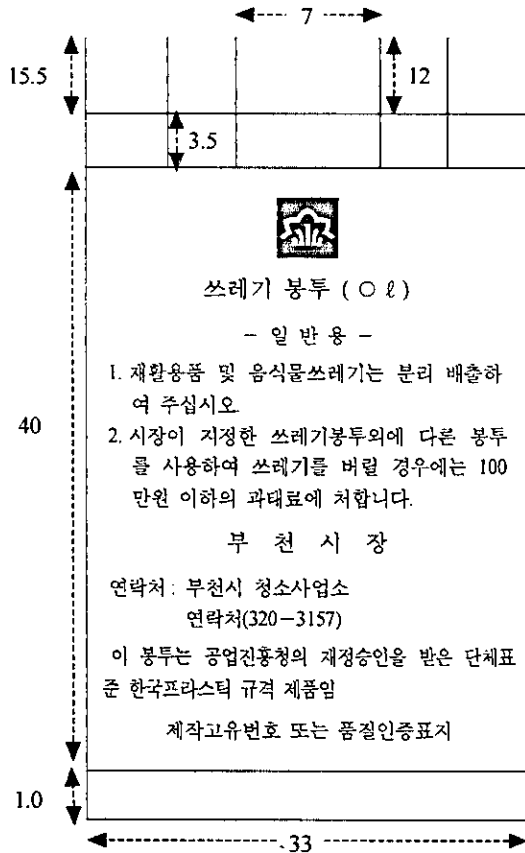 7
15.5
12
3.5
쓰레기 봉투 ( ○ ℓ )
－ 일 반 용 －
1. 재활용품 및 음식물쓰레기는 분리 배출하
여 주십시오
2. 시장이 지정한 쓰레기봉투외에 다른 봉투
를 사용하여 쓰레기를 버릴 경우에는 100
만원 이하의 과태료에 처합니다.
40
부 천 시 장
연락처 : 부천시 청소사업소
연락처(320－3157)
이 봉투는 공업진흥청의 재정승인을 받은 단체표
준 한국프라스틱 규격 제품임
제작고유번호 또는 품질인증표지
1.0
33